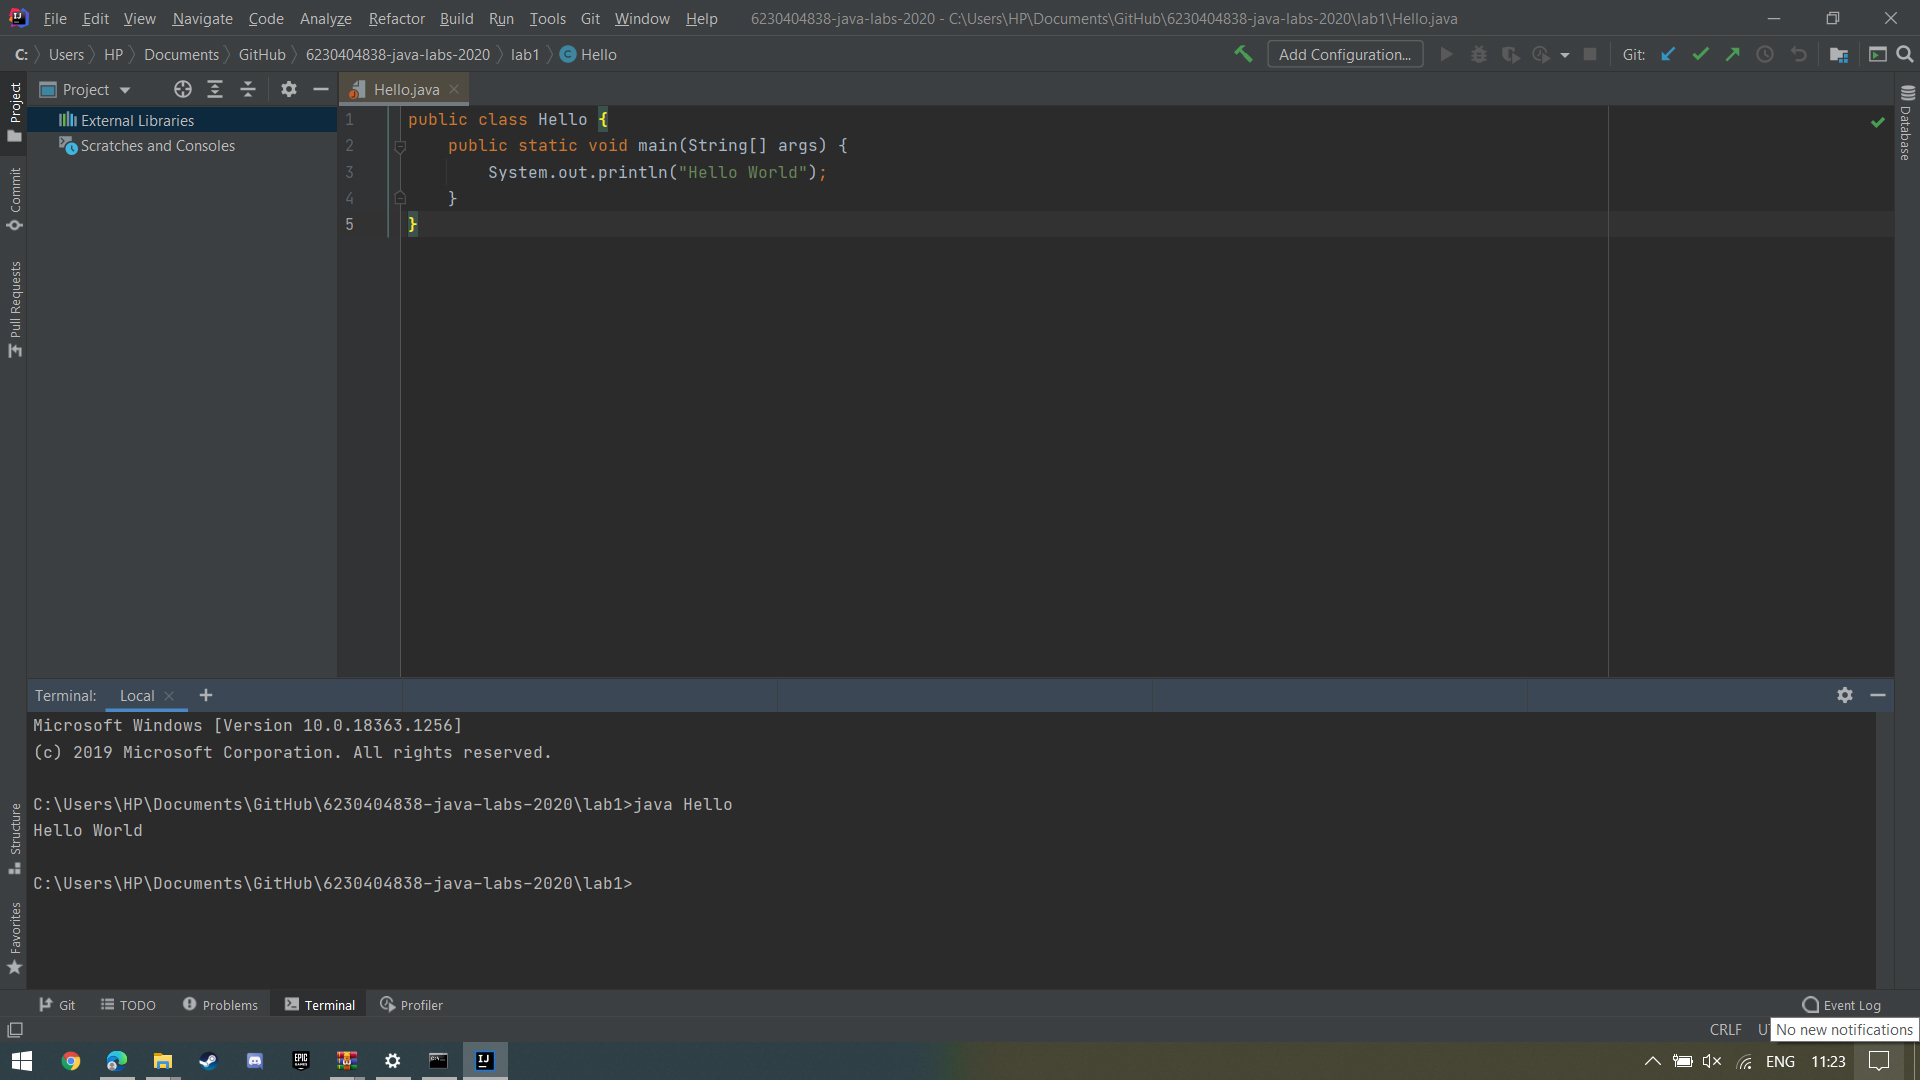 File Edit View Navigate Code Analyze Refactor Build Run Tools Git Window Help 6230404838-java-labs-2020 - C:\Users\HP\Documents\GitHub\6230404838-java-labs-2020\lab1\Hello.java
C: Users HP Documents GitHub 6230404838-java-labs-2020 lab1 Hello Add Configuration... Git:
Project Hello.java
External Libraries
Scratches and Consoles
Project
Commit
Pull Requests
Structure
Favorites
Database
1 public class Hello {
2 public static void main(String[] args) {
3 System.out.println("Hello World");
4 }
5 }
Terminal: Local
Microsoft Windows [Version 10.0.18363.1256]
(c) 2019 Microsoft Corporation. All rights reserved.
C:\Users\HP\Documents\GitHub\6230404838-java-labs-2020\lab1>java Hello
Hello World
C:\Users\HP\Documents\GitHub\6230404838-java-labs-2020\lab1>
Git TODO Problems Terminal Profiler Event Log
CRLF
No new notifications
EPIC GAMES IJ ENG 11:23